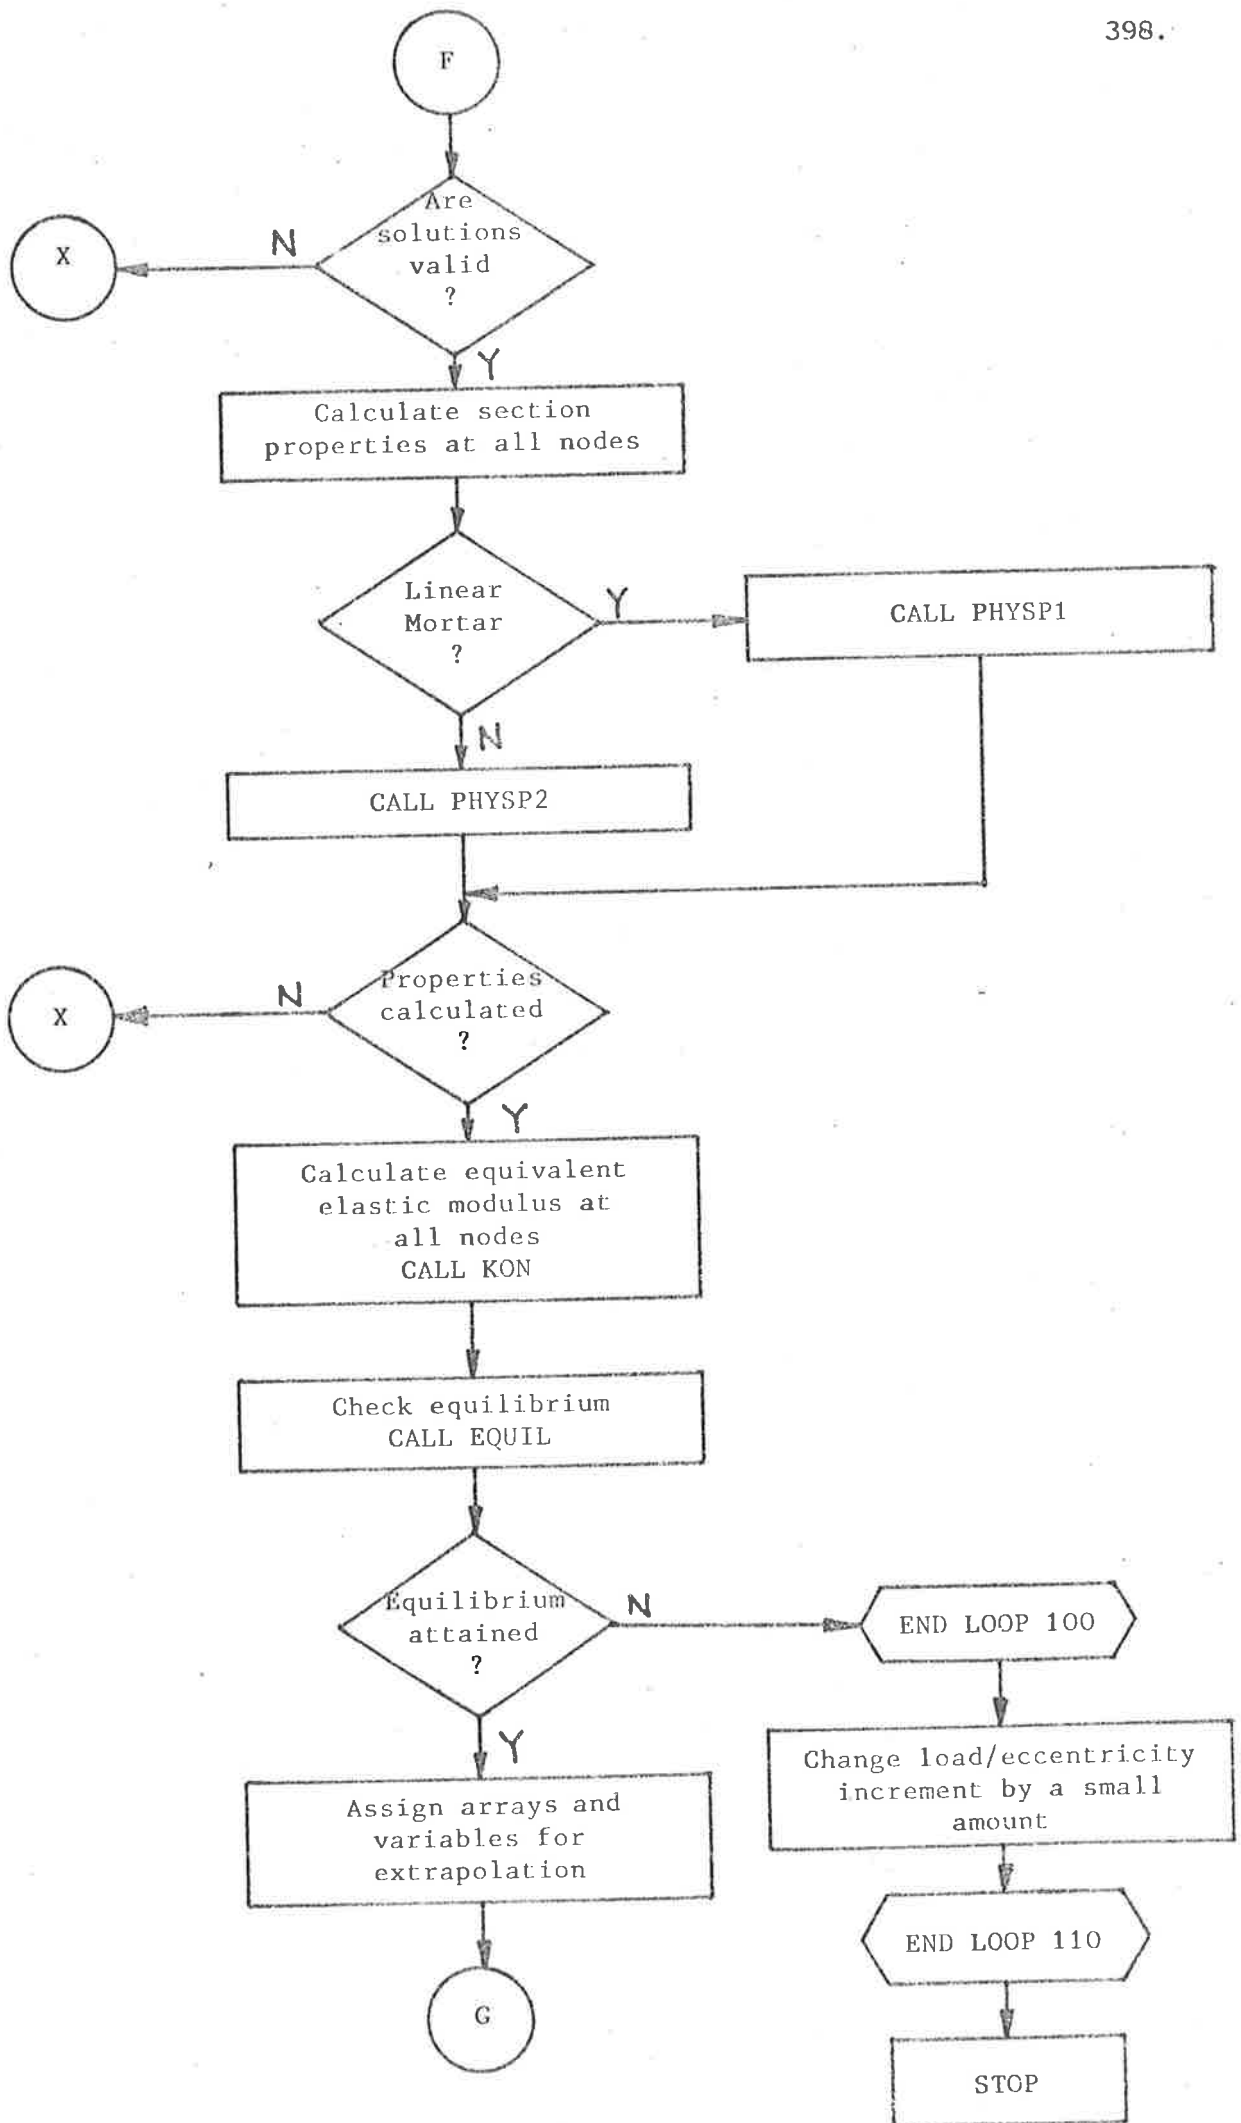 398.
F
Are
solutions
valid
?
N
X
Y
Calculate section
properties at all nodes
Linear
Mortar
?
Y
CALL PHYSP1
N
CALL PHYSP2
Properties
calculated
?
N
X
Y
Calculate equivalent
elastic modulus at
all nodes
CALL KON
Check equilibrium
CALL EQUIL
Equilibrium
attained
?
N
END LOOP 100
Y
Change load/eccentricity
increment by a small
amount
Assign arrays and
variables for
extrapolation
END LOOP 110
G
STOP